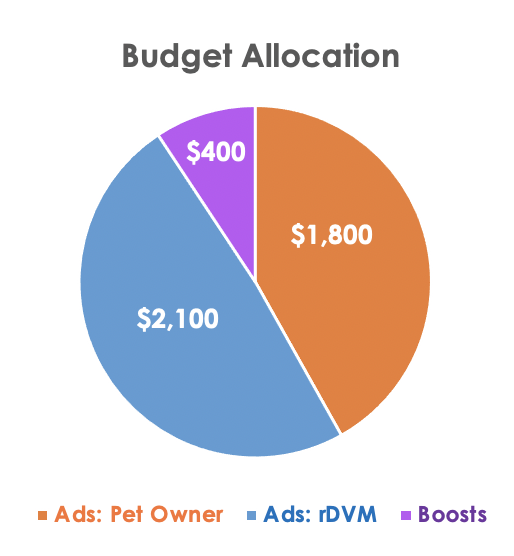 Budget Allocation
$400
$1,800
$2,100
Ads: Pet Owner Ads: rDVM Boosts